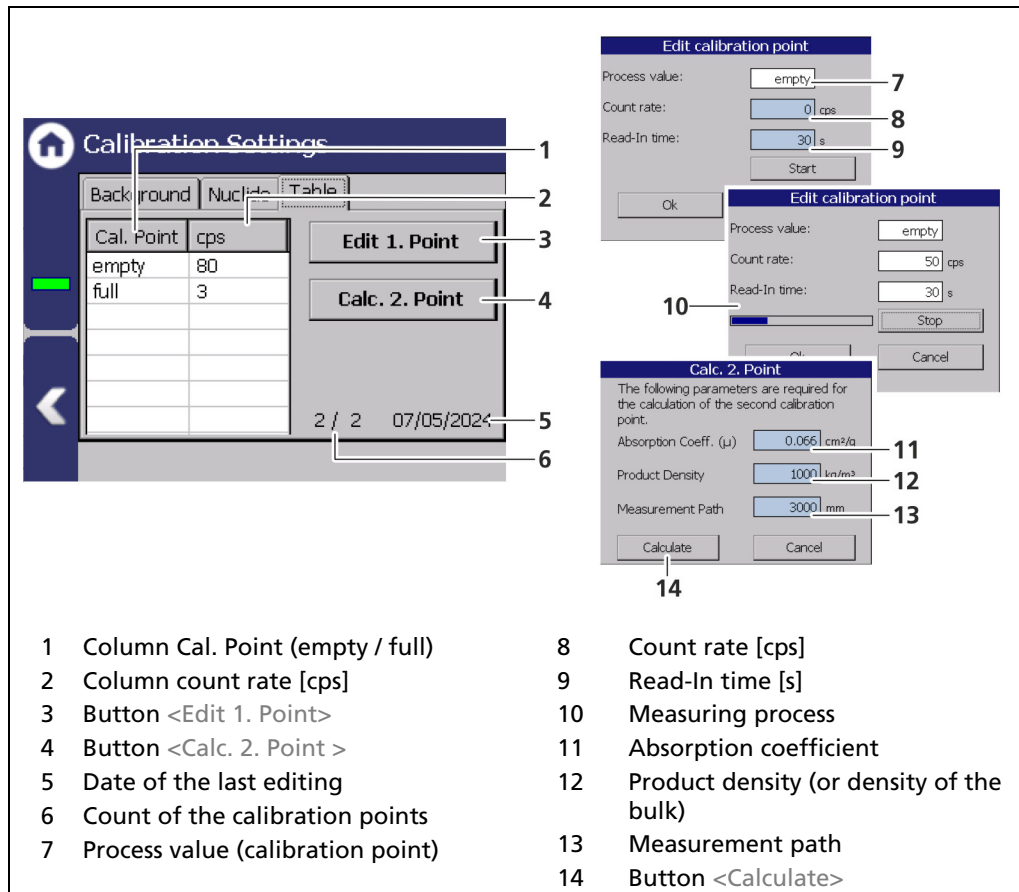 Calibration Settings
Background Nuclide Table
Cal. Point cps
empty 80
full 3
Edit 1. Point
Calc. 2. Point
2 / 2 07/05/2024
1
2
3
4
5
6
Edit calibration point
Process value: empty
Count rate: 0 cps
Read-In time: 30 s
Start
Ok
7
8
9
Edit calibration point
Process value: empty
Count rate: 50 cps
Read-In time: 30 s
10
Stop
Ok Cancel
Calc. 2. Point
The following parameters are required for
the calculation of the second calibration
point.
Absorption Coeff. (µ) 0.066 cm²/g
Product Density 1000 kg/m³
Measurement Path 3000 mm
Calculate Cancel
11
12
13
14
1 Column Cal. Point (empty / full)
2 Column count rate [cps]
3 Button <Edit 1. Point>
4 Button <Calc. 2. Point >
5 Date of the last editing
6 Count of the calibration points
7 Process value (calibration point)
8 Count rate [cps]
9 Read-In time [s]
10 Measuring process
11 Absorption coefficient
12 Product density (or density of the
bulk)
13 Measurement path
14 Button <Calculate>